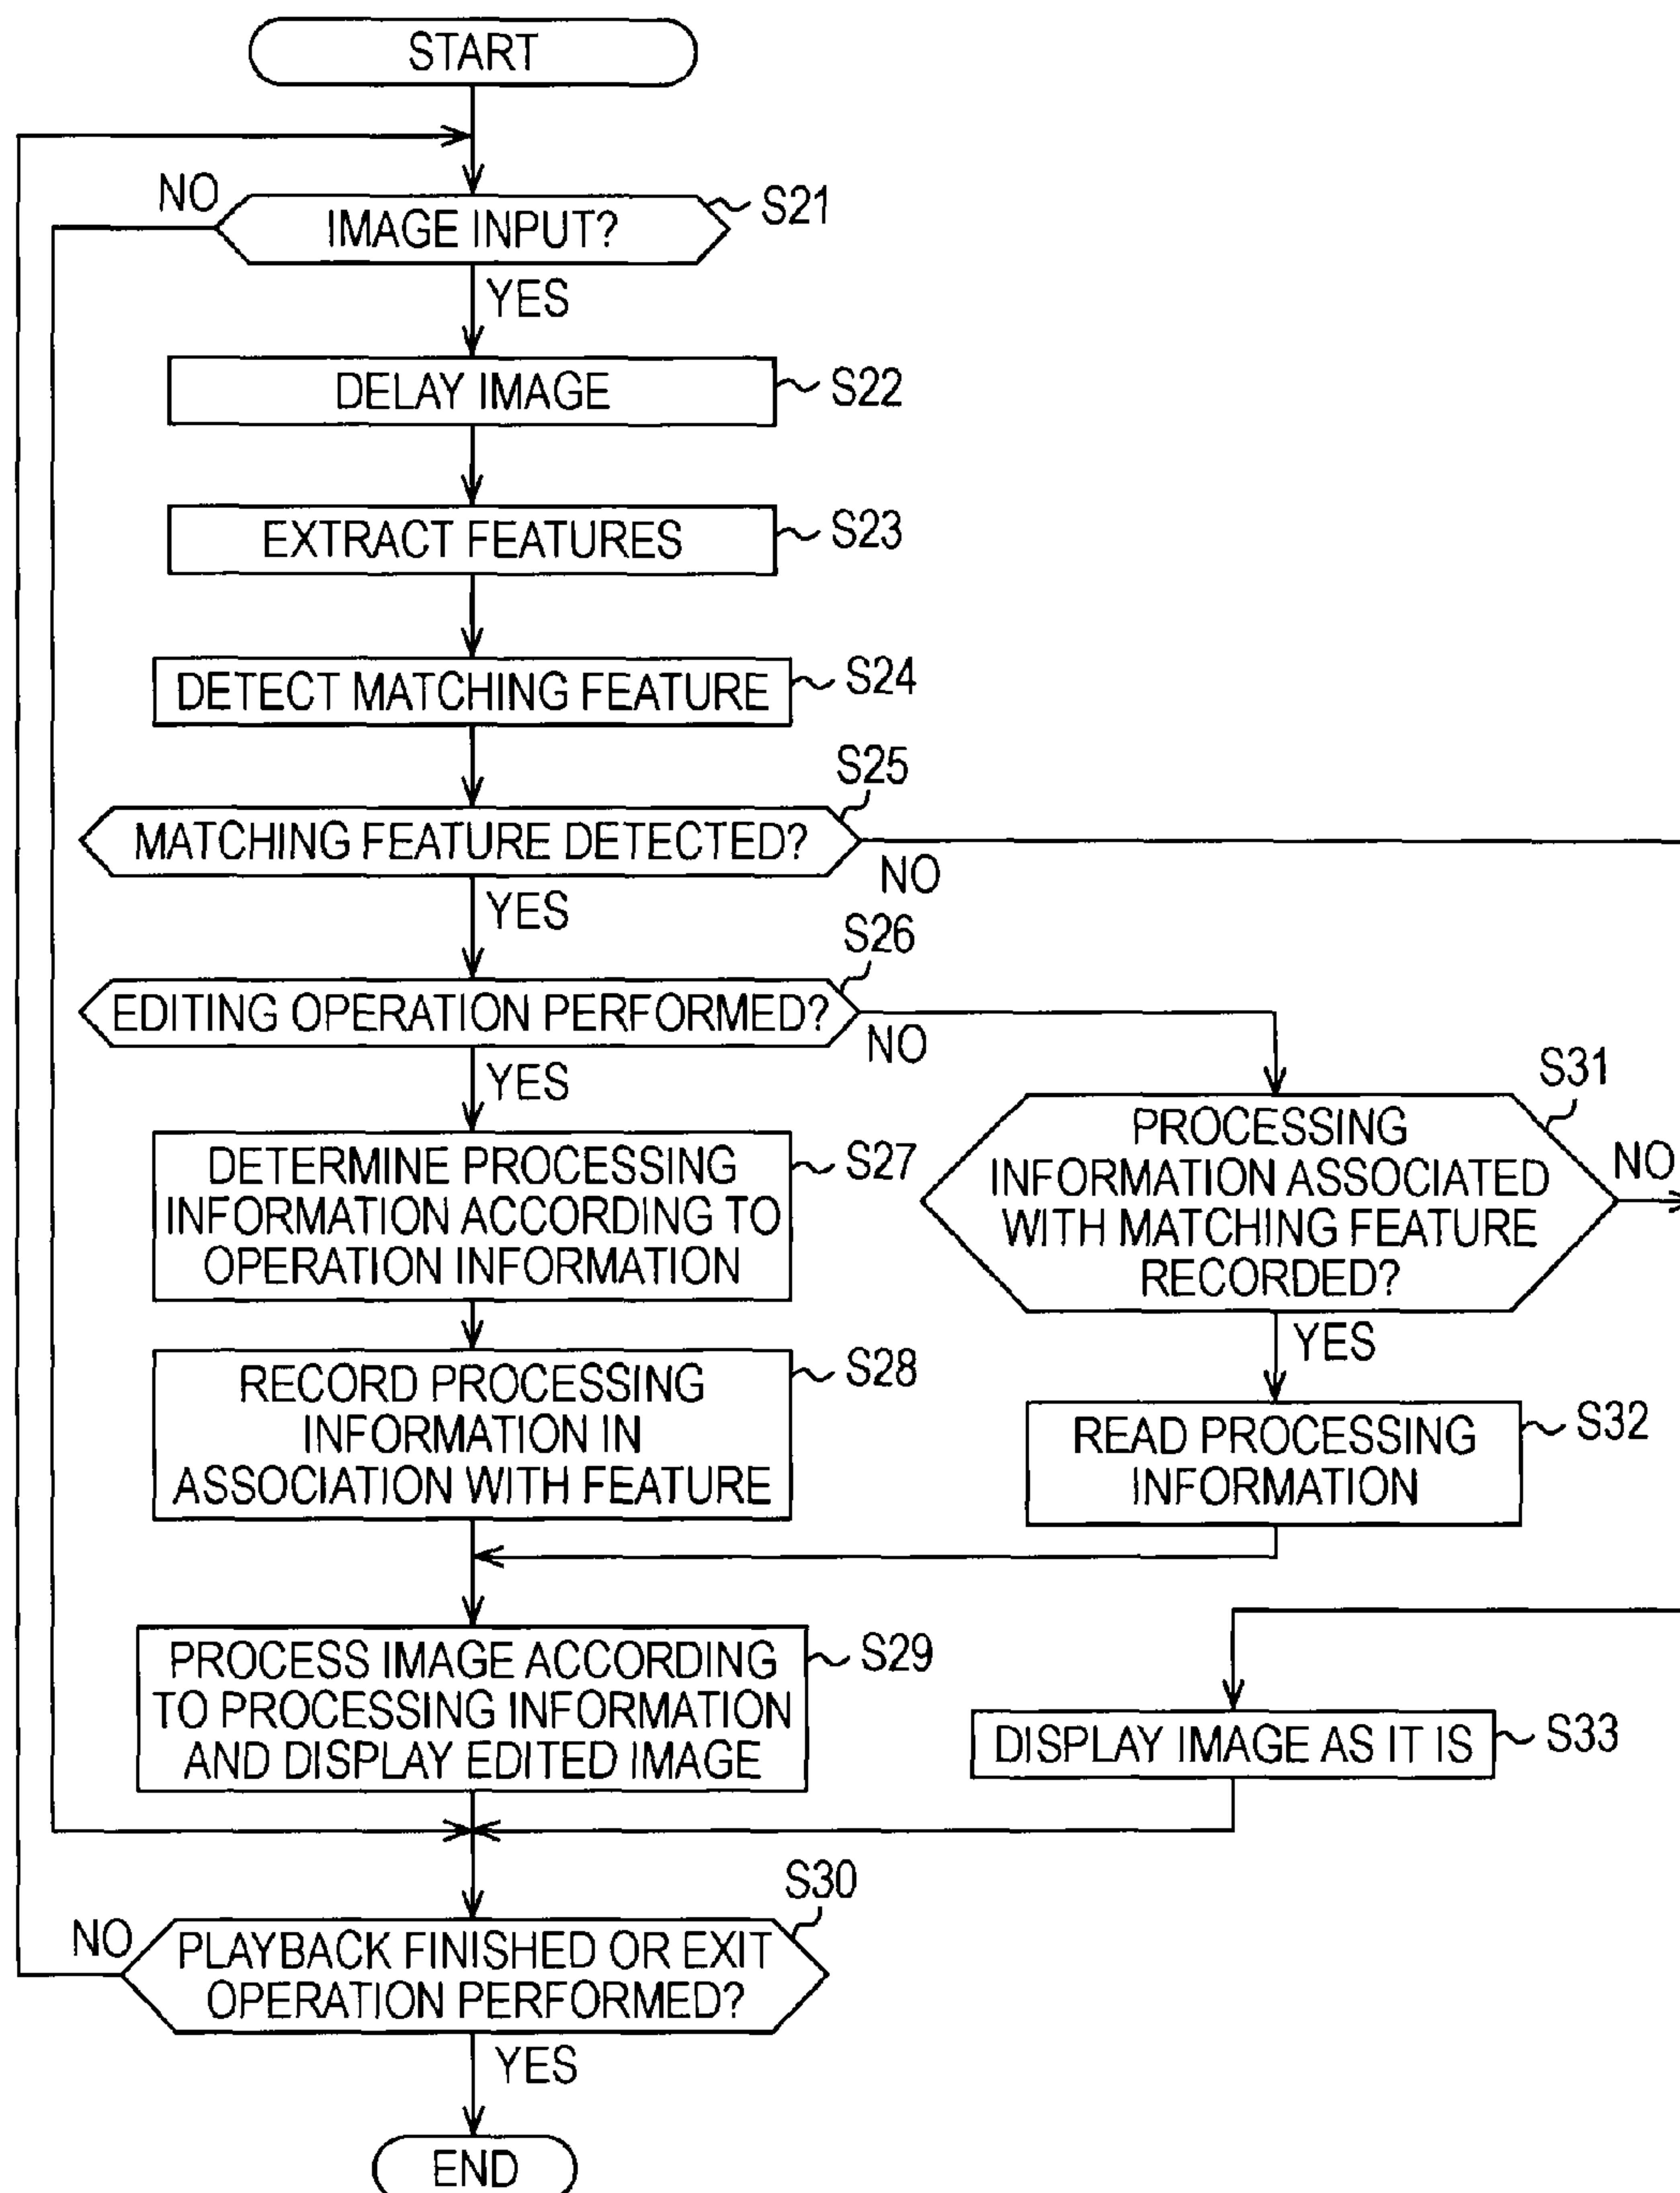 START
NO
IMAGE INPUT?
S21
YES
DELAY IMAGE
S22
EXTRACT FEATURES
S23
DETECT MATCHING FEATURE
S24
S25
MATCHING FEATURE DETECTED?
NO
YES
S26
EDITING OPERATION PERFORMED?
NO
YES
DETERMINE PROCESSING
INFORMATION ACCORDING TO
OPERATION INFORMATION
S27
S31
PROCESSING
INFORMATION ASSOCIATED
WITH MATCHING FEATURE
RECORDED?
NO
YES
RECORD PROCESSING
INFORMATION IN
ASSOCIATION WITH FEATURE
S28
READ PROCESSING
INFORMATION
S32
PROCESS IMAGE ACCORDING
TO PROCESSING INFORMATION
AND DISPLAY EDITED IMAGE
S29
DISPLAY IMAGE AS IT IS
S33
S30
NO
PLAYBACK FINISHED OR EXIT
OPERATION PERFORMED?
YES
END